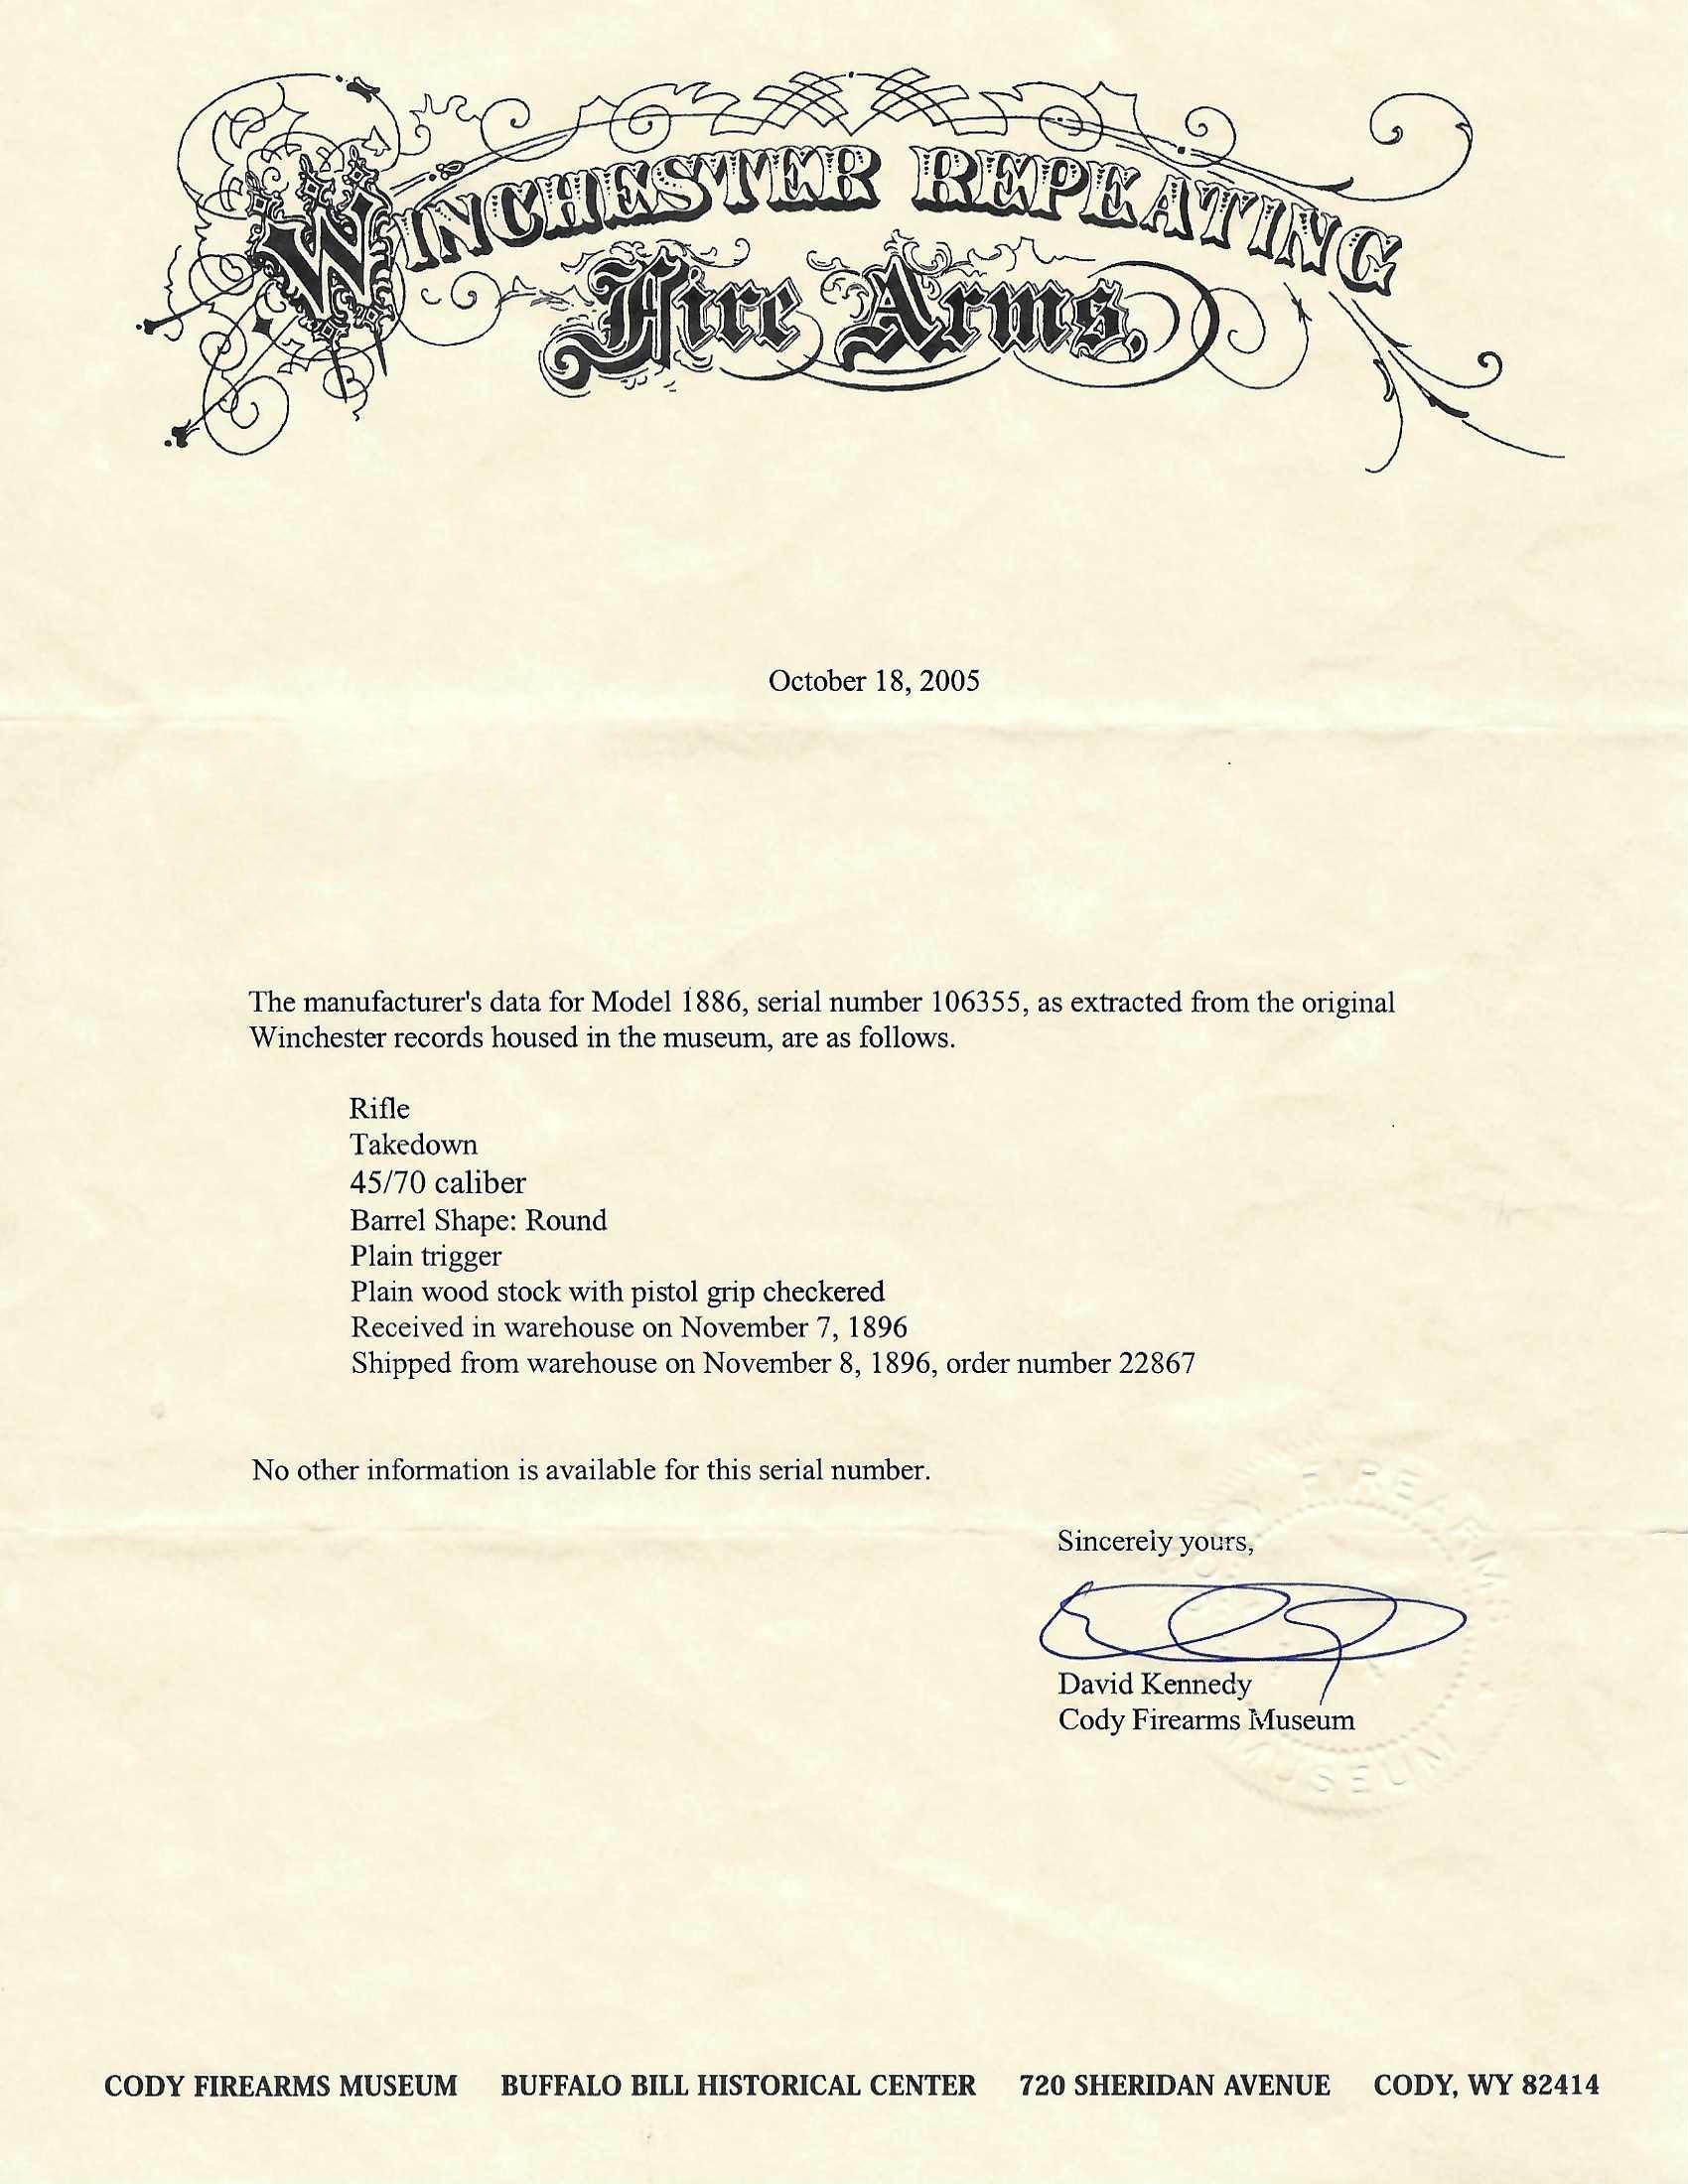 WINCHESTER REPEATING
Fire Arms,
October 18, 2005
The manufacturer's data for Model 1886, serial number 106355, as extracted from the original
Winchester records housed in the museum, are as follows.
Rifle
Takedown
45/70 caliber
Barrel Shape: Round
Plain trigger
Plain wood stock with pistol grip checkered
Received in warehouse on November 7, 1896
Shipped from warehouse on November 8, 1896, order number 22867
No other information is available for this serial number.
Sincerely yours,
David Kennedy
Cody Firearms Museum
CODY FIREARMS MUSEUM
CODY FIREARMS MUSEUM BUFFALO BILL HISTORICAL CENTER 720 SHERIDAN AVENUE CODY, WY 82414